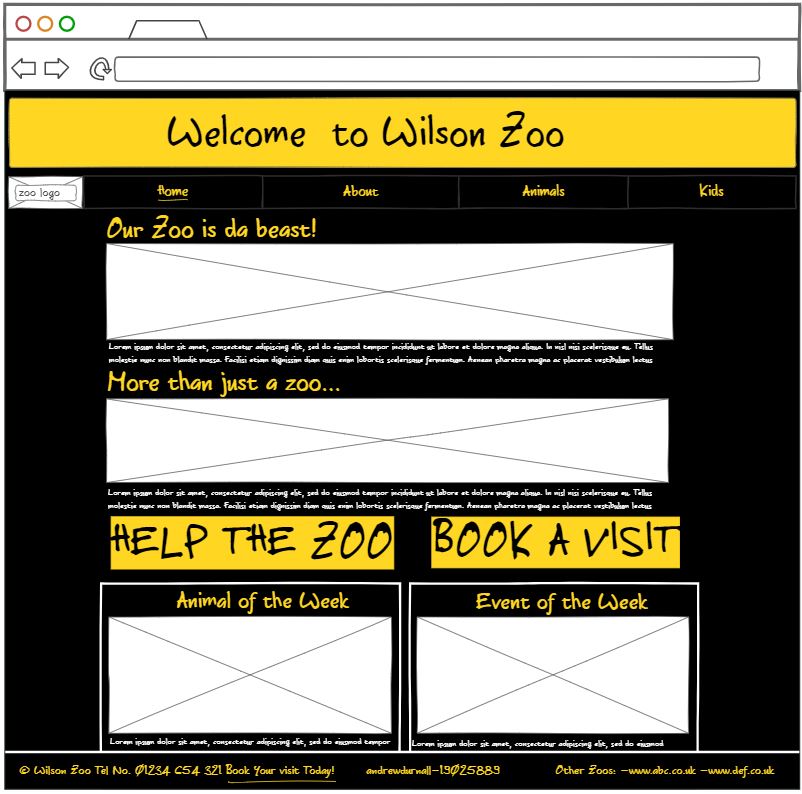 Welcome to Wilson Zoo
zoo logo
Home About Animals Kids
Our Zoo is da beast!
Lorem ipsum dolor sit amet, consectetur adipiscing elit, sed do eiusmod tempor incididunt ut labore et dolore magna aliqua. In nisl nisi scelerisque eu. Tellus
molestie nunc non blandit massa. Facilisi etiam dignissim diam quis enim lobortis scelerisque fermentum. Aenean pharetra magna ac placerat vestibulum lectus
More than just a zoo...
Lorem ipsum dolor sit amet, consectetur adipiscing elit, sed do eiusmod tempor incididunt ut labore et dolore magna aliqua. In nisl nisi scelerisque eu. Tellus
molestie nunc non blandit massa. Facilisi etiam dignissim diam quis enim lobortis scelerisque fermentum. Aenean pharetra magna ac placerat vestibulum lectus
HELP THE ZOO
BOOK A VISIT
Animal of the Week
Lorem ipsum dolor sit amet, consectetur adipiscing elit, sed do eiusmod tempor
Event of the Week
Lorem ipsum dolor sit amet, consectetur adipiscing elit, sed do eiusmod
© Wilson Zoo Tel No. 01234 654 321 Book Your visit Today! andrewdurnall-19025889 Other Zoos: -www.abc.co.uk -www.def.co.uk